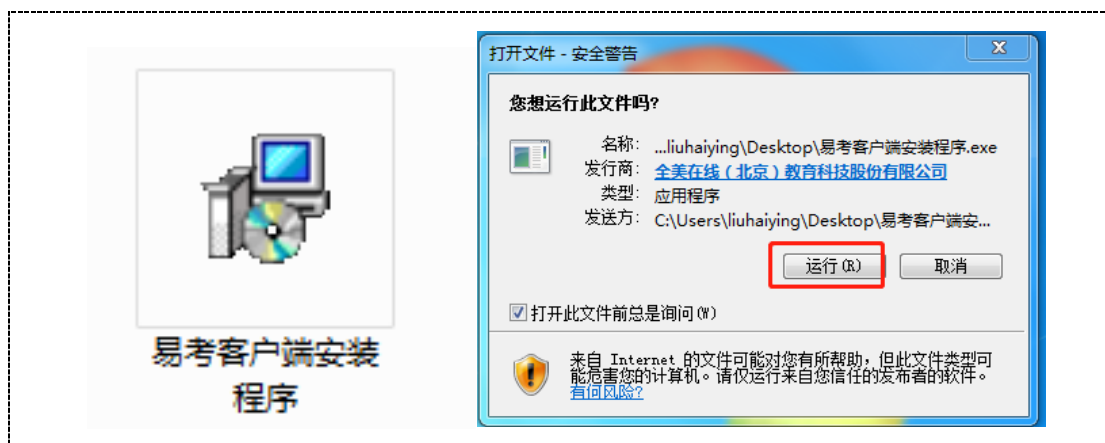 易考客户端安装
程序
打开文件 - 安全警告
您想运行此文件吗?
名称: ...liuhaiying\Desktop\易考客户端安装程序.exe
发行商: 全美在线(北京)教育科技股份有限公司
类型: 应用程序
发送方: C:\Users\liuhaiying\Desktop\易考客户端安...
运行(R) 取消
打开此文件前总是询问(W)
来自 Internet 的文件可能对您有所帮助,但此文件类型可
能危害您的计算机。请仅运行来自您信任的发布者的软件。
有何风险?